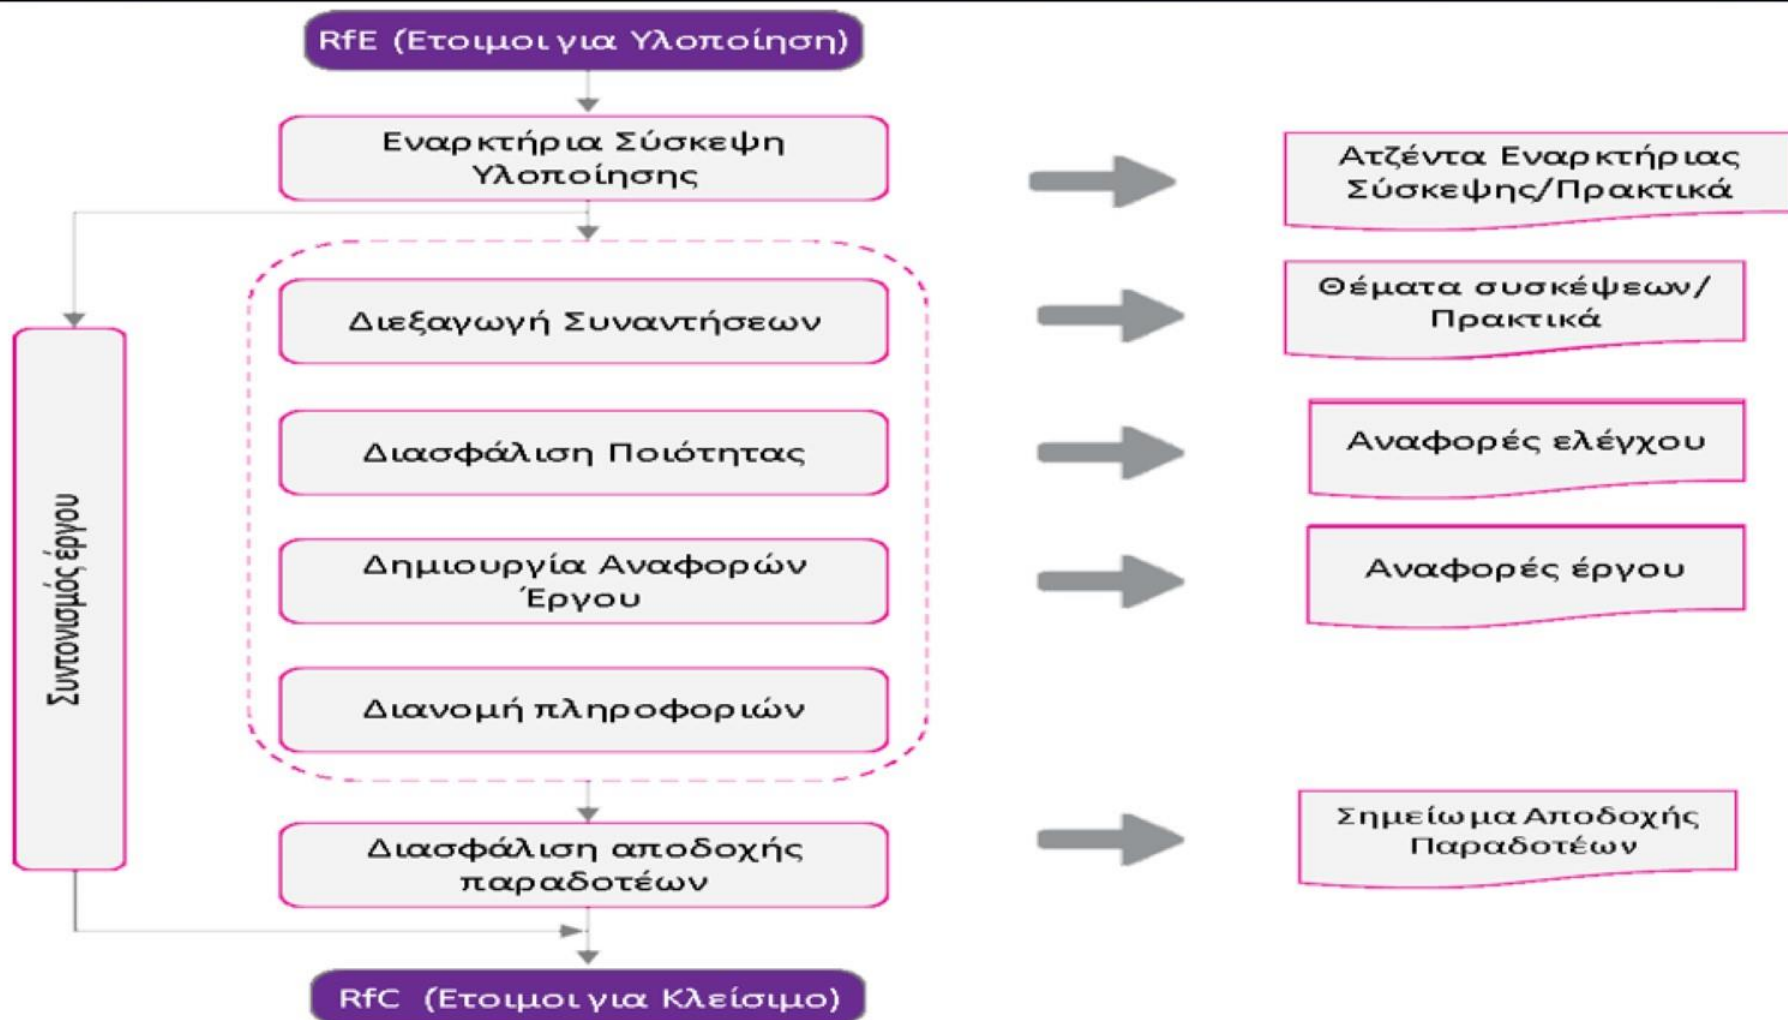 RfE (Ετοιμοι για Υλοποίηση)
Εναρκτήρια Σύσκεψη
Υλοποίησης
Ατζέντα Εναρκτήριας
Σύσκεψης/Πρακτικά
Διεξαγωγή Συναντήσεων
Θέματα συσκέψεων/
Πρακτικά
Διασφάλιση Ποιότητας
Αναφορές ελέγχου
Δημιουργία Αναφορών
Έργου
Αναφορές έργου
Συντονισμός έργου
Διανομή πληροφοριών
Διασφάλιση αποδοχής
παραδοτέων
Σημείωμα Αποδοχής
Παραδοτέων
RfC (Ετοιμοι για Κλείσιμο)